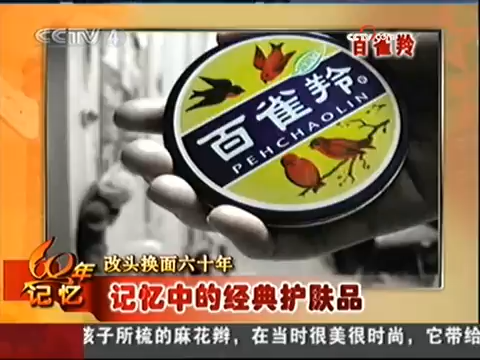 CCTV 4
CCTV.com
百雀羚
百雀羚
PEHCHAOLIN
60年
记忆
改头换面六十年
记忆中的经典护肤品
孩子所梳的麻花辫，在当时很美很时尚，它带给